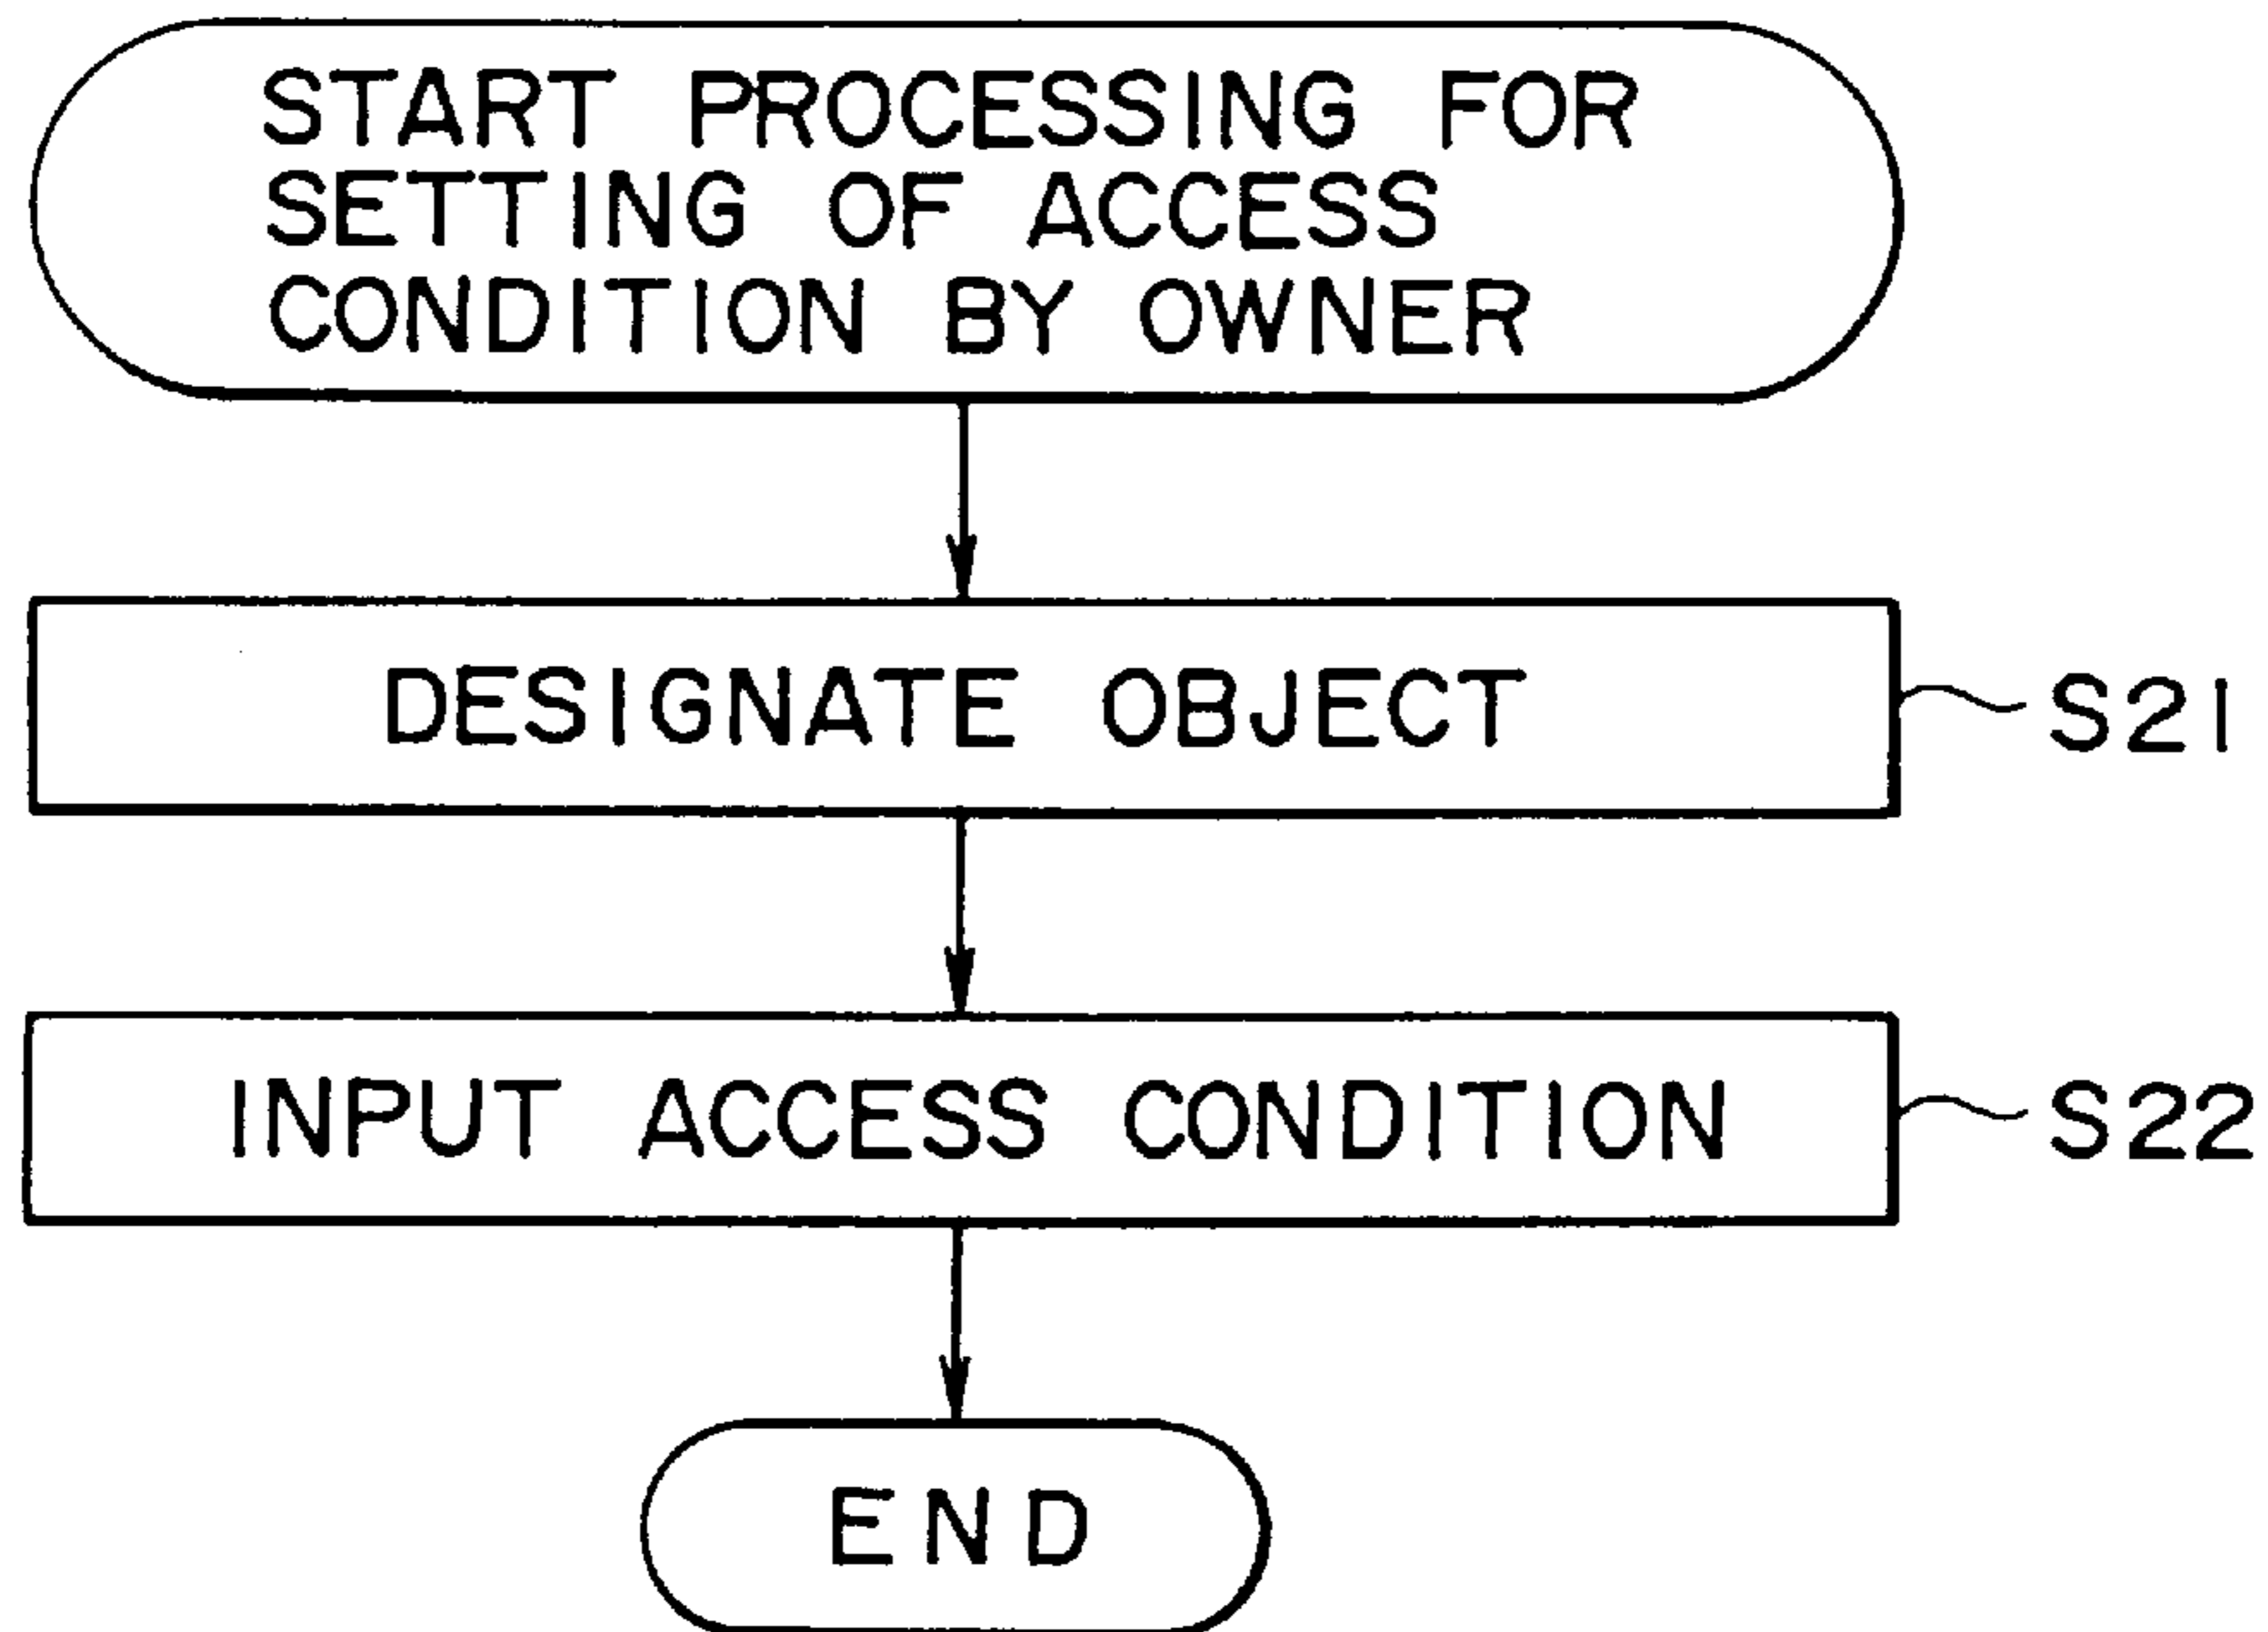 START PROCESSING FOR
SETTING OF ACCESS
CONDITION BY OWNER
DESIGNATE OBJECT
S21
INPUT ACCESS CONDITION
S22
END